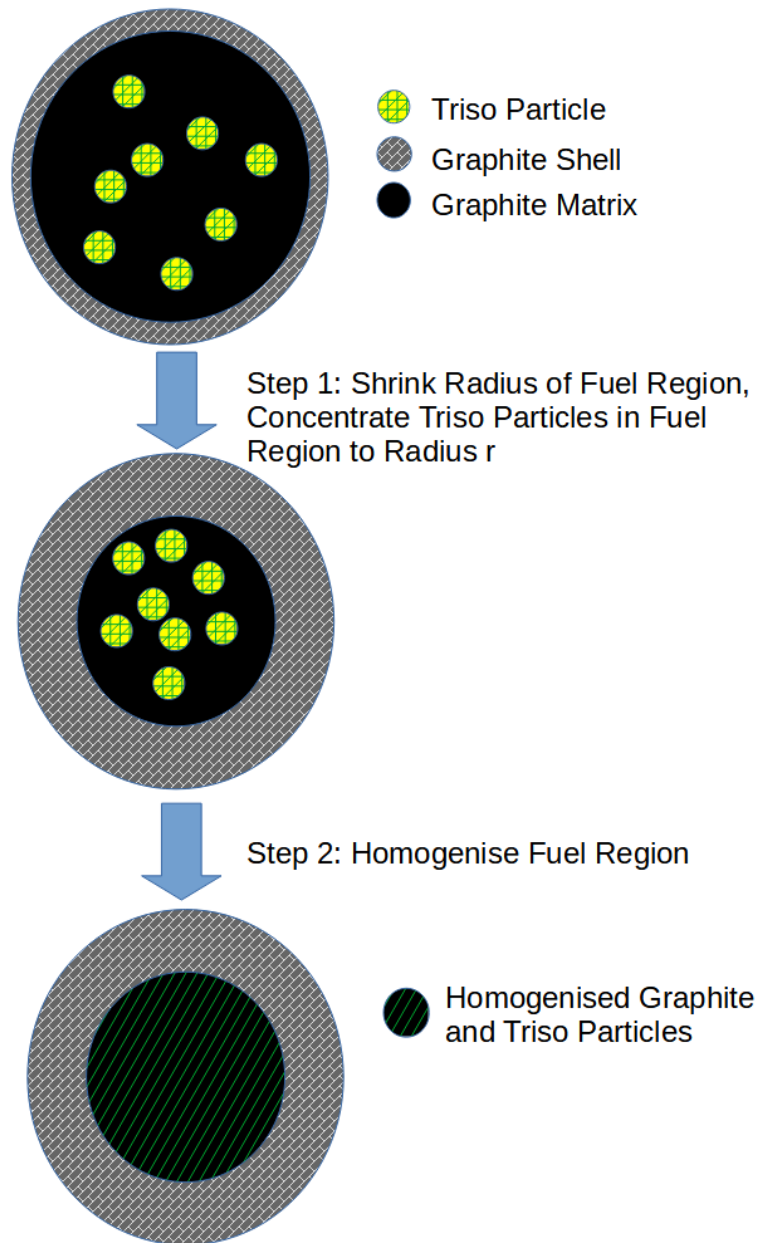 Triso Particle
Graphite Shell
Graphite Matrix
Step 1: Shrink Radius of Fuel Region,
Concentrate Triso Particles in Fuel
Region to Radius r
Step 2: Homogenise Fuel Region
Homogenised Graphite
and Triso Particles